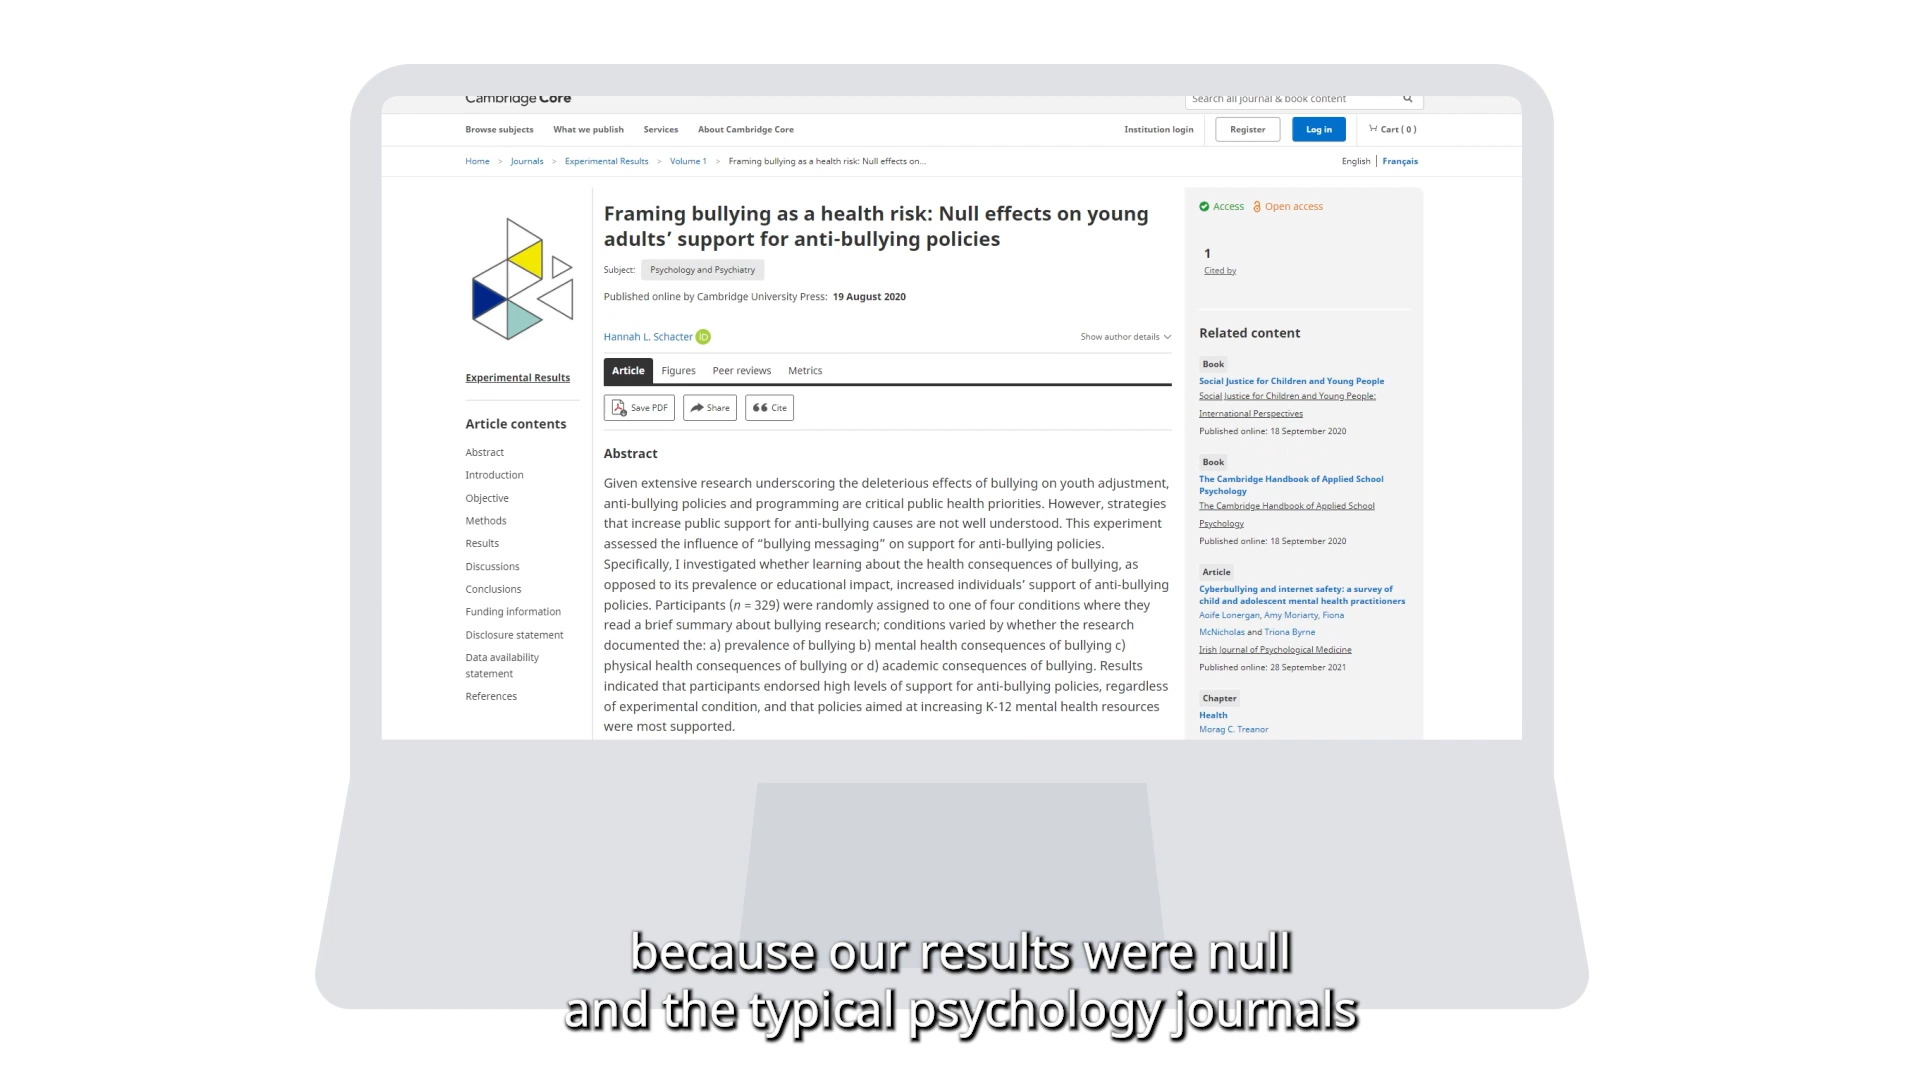 Cambridge Core
Search all journal & book content
Browse subjects What we publish Services About Cambridge Core
Institution login Register Log in Cart ( 0 )
Home > Journals > Experimental Results > Volume 1 > Framing bullying as a health risk: Null effects on...
English | Français
Experimental Results
Article contents
Abstract
Introduction
Objective
Methods
Results
Discussions
Conclusions
Funding information
Disclosure statement
Data availability
statement
References
Framing bullying as a health risk: Null effects on young
adults’ support for anti-bullying policies
Subject: Psychology and Psychiatry
Published online by Cambridge University Press: 19 August 2020
Hannah L. Schacter iD
Show author details
Article Figures Peer reviews Metrics
Save PDF Share Cite
Abstract
Given extensive research underscoring the deleterious effects of bullying on youth adjustment,
anti-bullying policies and programming are critical public health priorities. However, strategies
that increase public support for anti-bullying causes are not well understood. This experiment
assessed the influence of “bullying messaging” on support for anti-bullying policies.
Specifically, I investigated whether learning about the health consequences of bullying, as
opposed to its prevalence or educational impact, increased individuals’ support of anti-bullying
policies. Participants (n = 329) were randomly assigned to one of four conditions where they
read a brief summary about bullying research; conditions varied by whether the research
documented the: a) prevalence of bullying b) mental health consequences of bullying c)
physical health consequences of bullying or d) academic consequences of bullying. Results
indicated that participants endorsed high levels of support for anti-bullying policies, regardless
of experimental condition, and that policies aimed at increasing K-12 mental health resources
were most supported.
Access Open access
1
Cited by
Related content
Book
Social Justice for Children and Young People
Social Justice for Children and Young People:
International Perspectives
Published online: 18 September 2020
Book
The Cambridge Handbook of Applied School
Psychology
The Cambridge Handbook of Applied School
Psychology
Published online: 18 September 2020
Article
Cyberbullying and internet safety: a survey of
child and adolescent mental health practitioners
Aoife Lonergan, Amy Moriarty, Fiona
McNicholas and Triona Byrne
Irish Journal of Psychological Medicine
Published online: 28 September 2021
Chapter
Health
Morag C. Treanor
because our results were null
and the typical psychology journals